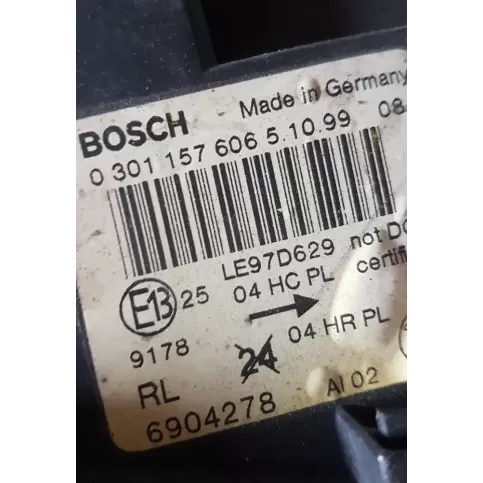 BOSCH Made in Germany
0 301 157 606 5.10.99 08
LE97D629 not
E13 25 04 HC PL
9178 24 04 HR PL
RL
6904278 AI 02